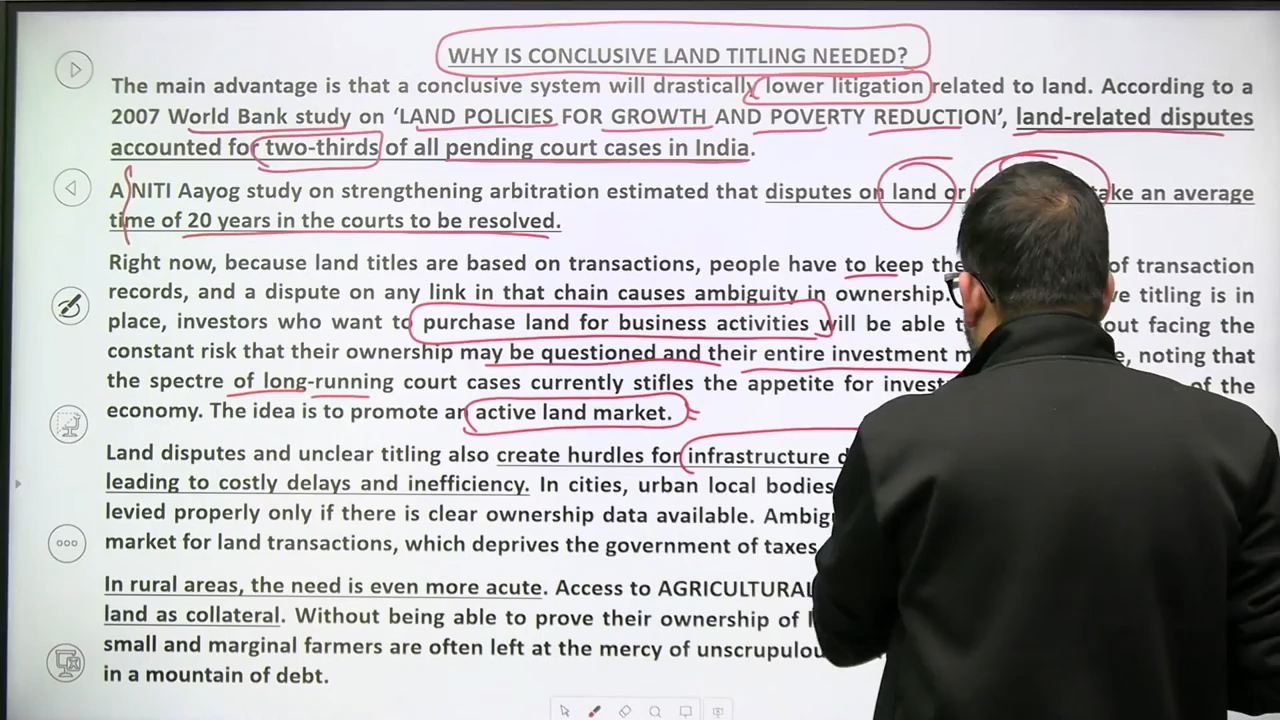 WHY IS CONCLUSIVE LAND TITLING NEEDED?
The main advantage is that a conclusive system will drastically lower litigation related to land. According to a
2007 World Bank study on ‘LAND POLICIES FOR GROWTH AND POVERTY REDUCTION’, land-related disputes
accounted for two-thirds of all pending court cases in India.
A NITI Aayog study on strengthening arbitration estimated that disputes on land or take an average
time of 20 years in the courts to be resolved.
Right now, because land titles are based on transactions, people have to keep the of transaction
records, and a dispute on any link in that chain causes ambiguity in ownership. titling is in
place, investors who want to purchase land for business activities will be able facing the
constant risk that their ownership may be questioned and their entire investment noting that
the spectre of long-running court cases currently stifles the appetite for of the
economy. The idea is to promote an active land market.
Land disputes and unclear titling also create hurdles for infrastructure
leading to costly delays and inefficiency. In cities, urban local bodies
levied properly only if there is clear ownership data available.
market for land transactions, which deprives the government of taxes
In rural areas, the need is even more acute. Access to AGRICULTURAL
land as collateral. Without being able to prove their ownership of
small and marginal farmers are often left at the mercy of
in a mountain of debt.